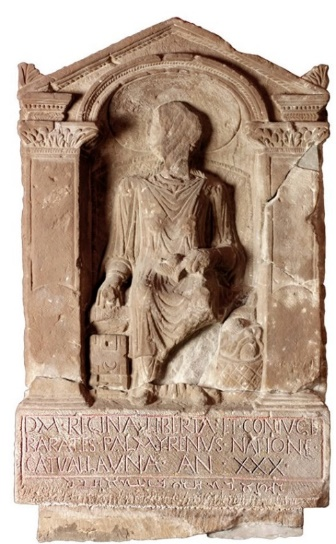 D·M·REGINA·LIBERTA·ET·CONIVGE
BARATES·PALMYRENVS·NATIONE
CATVALLAVNA·AN·XXX·